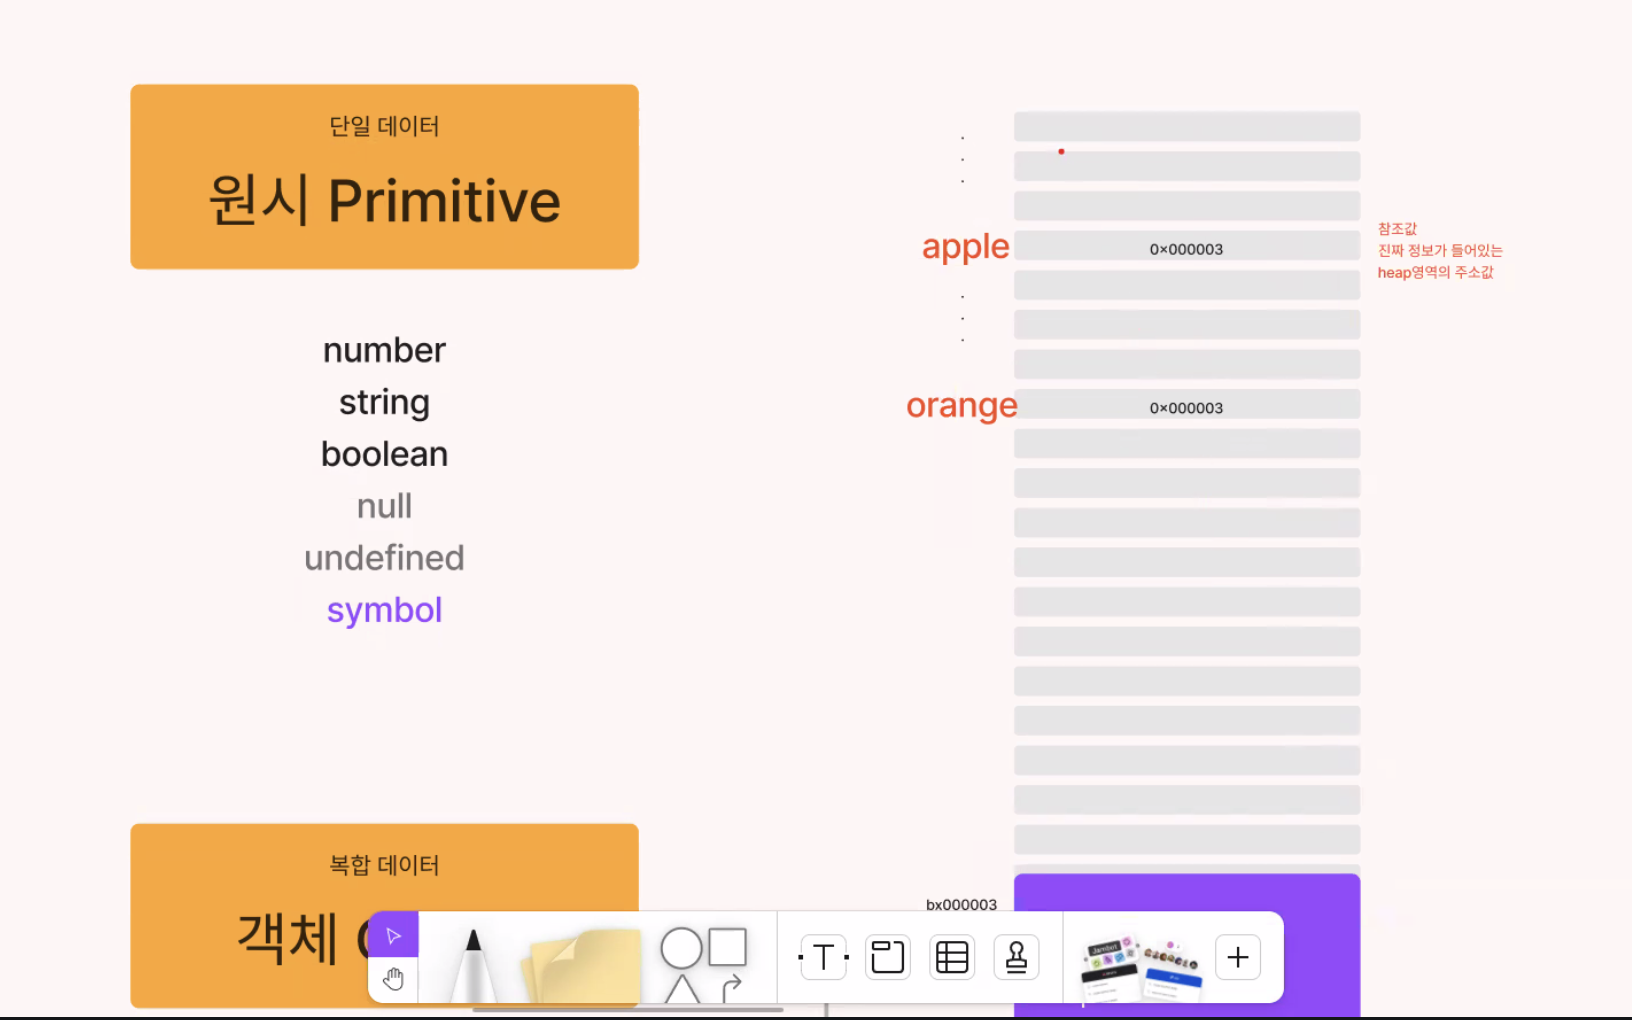 단일 데이터
원시 Primitive
number
string
boolean
null
undefined
symbol
apple
0×000003
참조값
진짜 정보가 들어있는
heap영역의 주소값
orange
0×000003
복합 데이터
객체
bx000003
T
Jambot